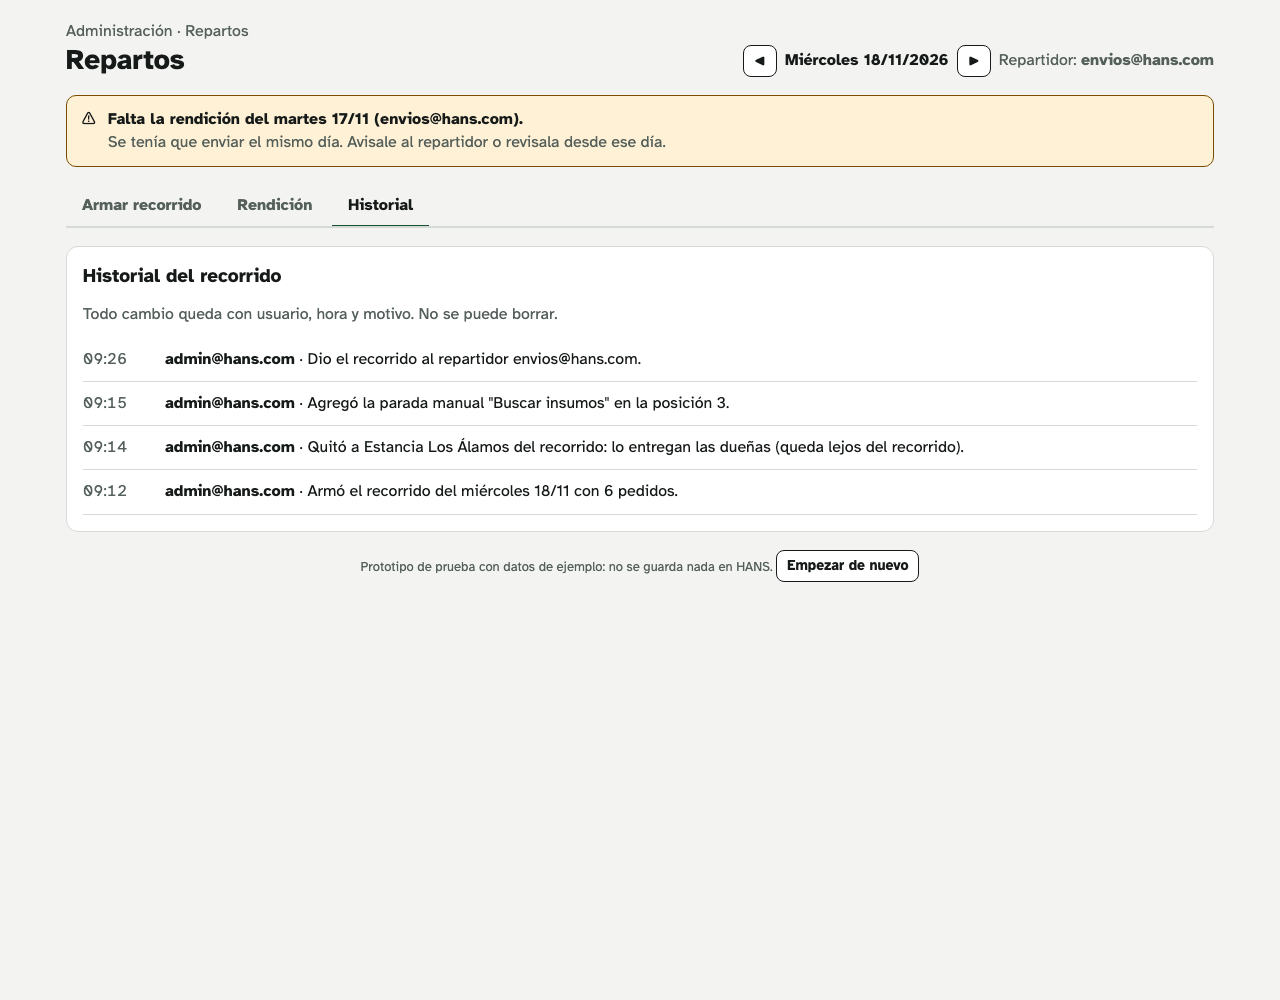 Administración · Repartos
Repartos
◄ Miércoles 18/11/2026 ► Repartidor: envios@hans.com
⚠ Falta la rendición del martes 17/11 (envios@hans.com).
Se tenía que enviar el mismo día. Avisale al repartidor o revisala desde ese día.
Armar recorrido Rendición Historial
Historial del recorrido
Todo cambio queda con usuario, hora y motivo. No se puede borrar.
09:26 admin@hans.com · Dio el recorrido al repartidor envios@hans.com.
09:15 admin@hans.com · Agregó la parada manual "Buscar insumos" en la posición 3.
09:14 admin@hans.com · Quitó a Estancia Los Álamos del recorrido: lo entregan las dueñas (queda lejos del recorrido).
09:12 admin@hans.com · Armó el recorrido del miércoles 18/11 con 6 pedidos.
Prototipo de prueba con datos de ejemplo: no se guarda nada en HANS. Empezar de nuevo